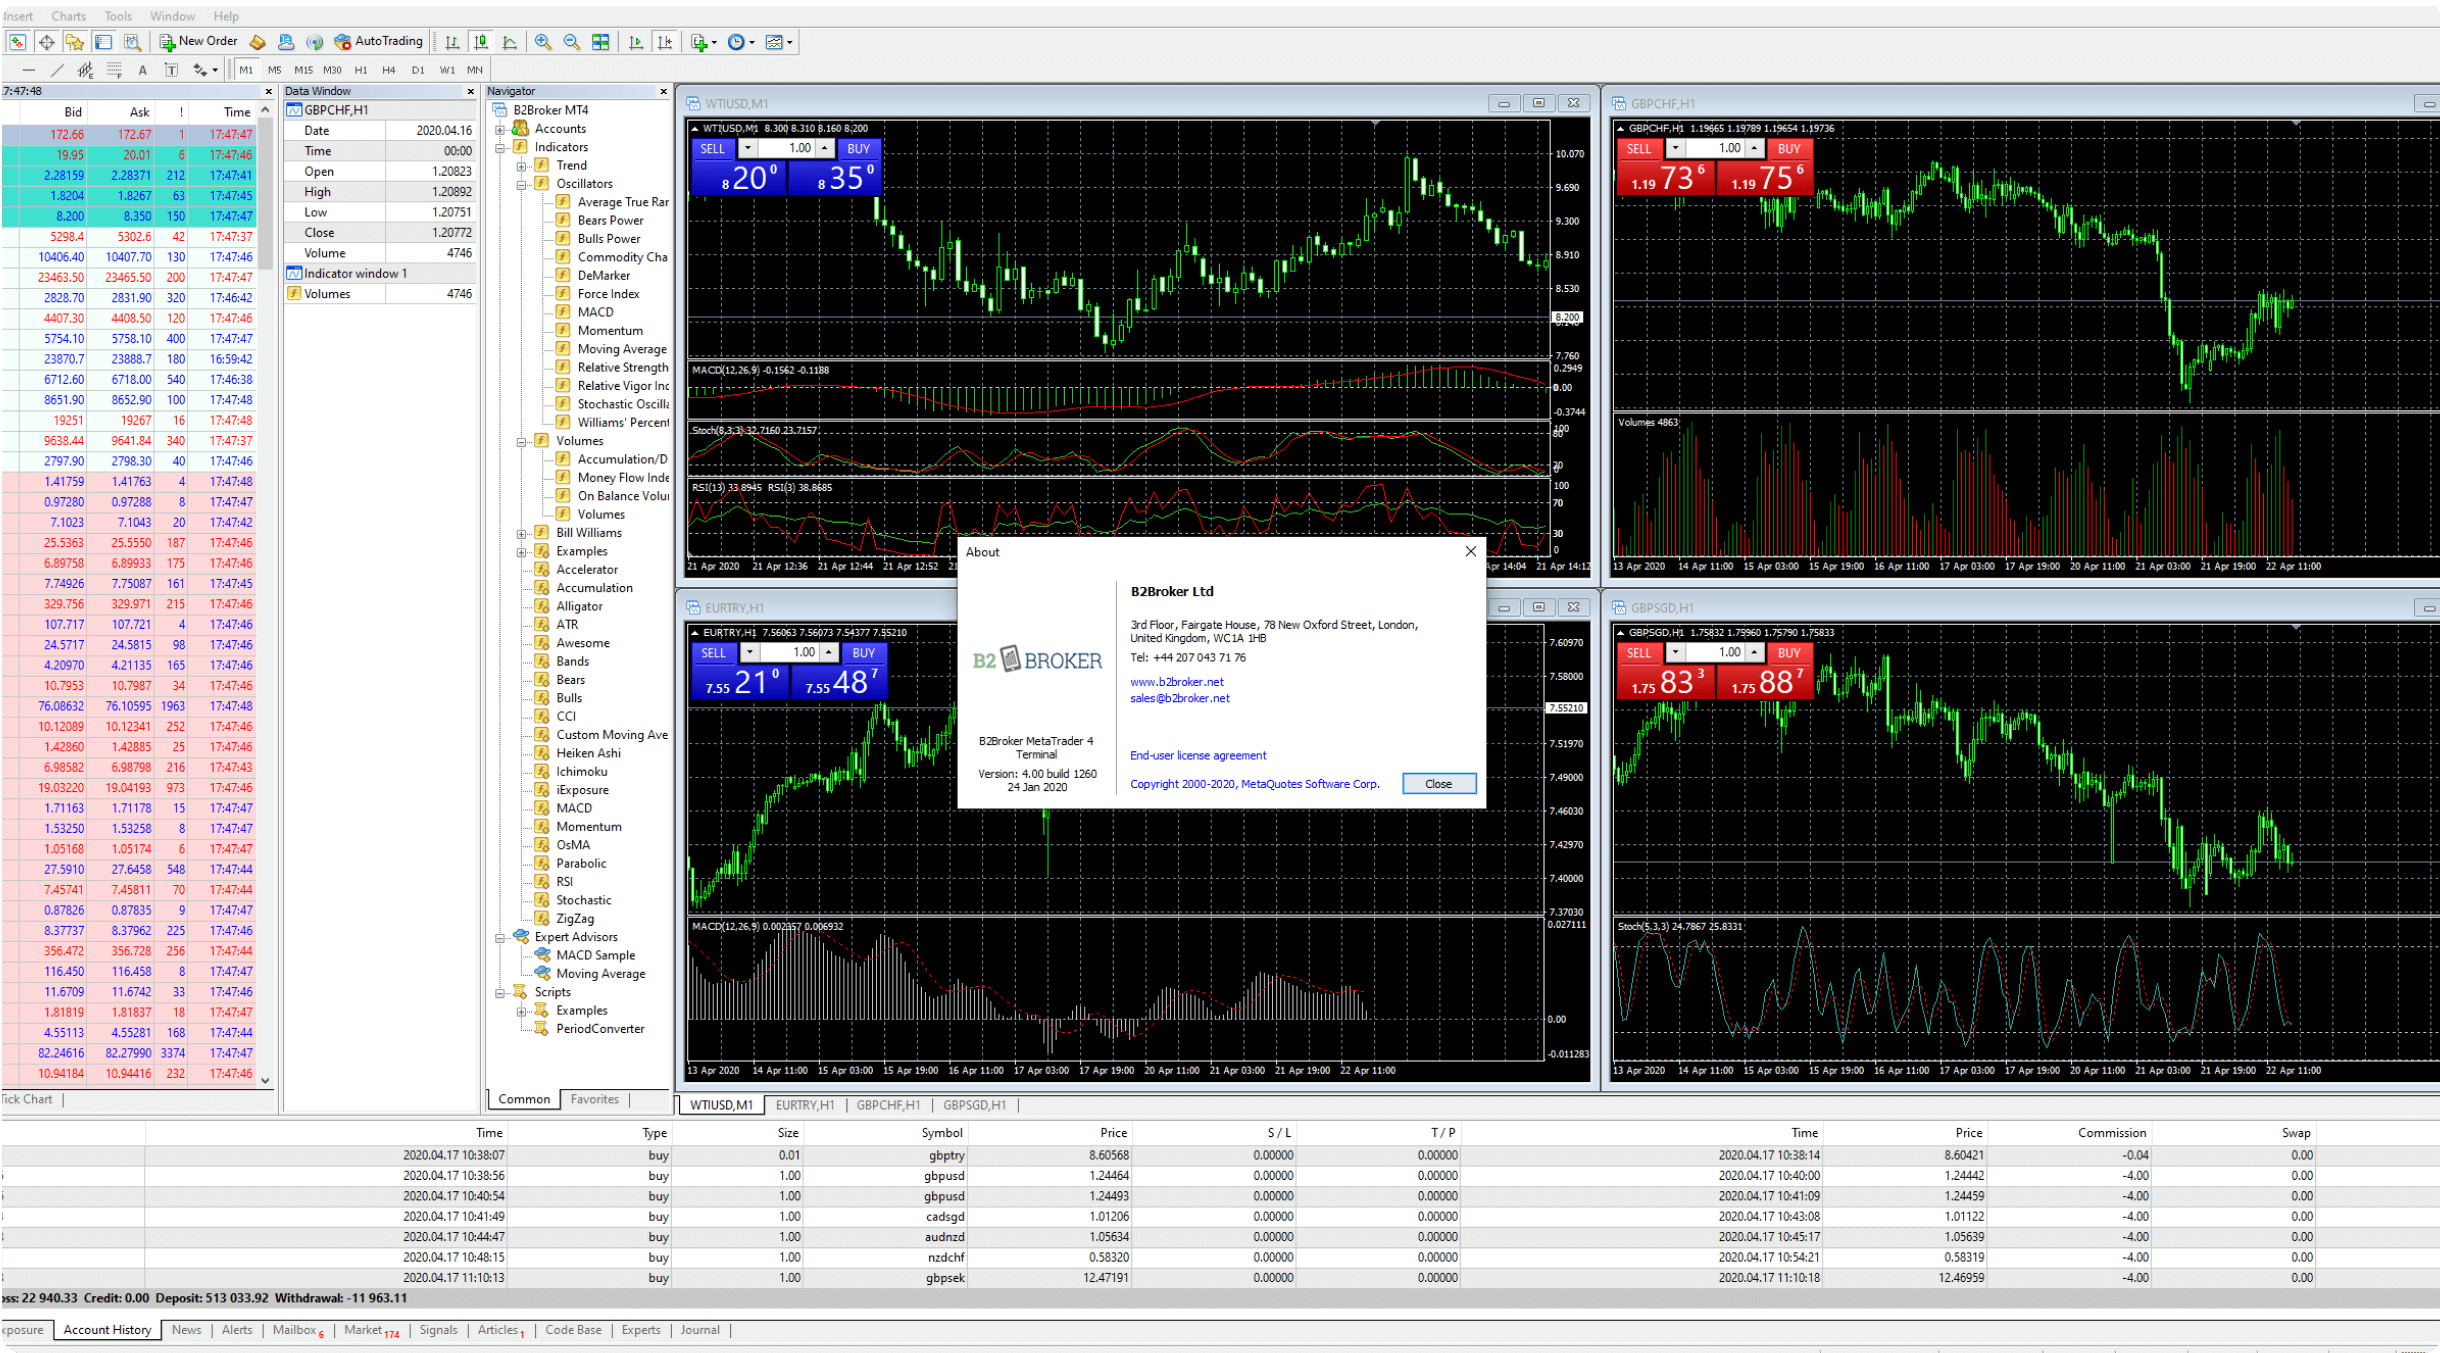 Insert Charts Tools Window Help
New Order AutoTrading
A T M1 M5 M15 M30 H1 H4 D1 W1 MN
17:47:48
Bid Ask ! Time
172.66 172.67 1 17:47:47
19.95 20.01 6 17:47:46
2.28159 2.28371 212 17:47:41
1.8204 1.8267 63 17:47:45
8.200 8.350 150 17:47:47
5298.4 5302.6 42 17:47:37
10406.40 10407.70 130 17:47:46
23463.50 23465.50 200 17:47:47
2828.70 2831.90 320 17:46:42
4407.30 4408.50 120 17:47:46
5754.10 5758.10 400 17:47:47
23870.7 23888.7 180 16:59:42
6712.60 6718.00 540 17:46:38
8651.90 8652.90 100 17:47:48
19251 19267 16 17:47:48
9638.44 9641.84 340 17:47:37
2797.90 2798.30 40 17:47:46
1.41759 1.41763 4 17:47:48
0.97280 0.97288 8 17:47:47
7.1023 7.1043 20 17:47:42
25.5363 25.5550 187 17:47:46
6.89758 6.89933 175 17:47:46
7.74926 7.75087 161 17:47:45
329.756 329.971 215 17:47:46
107.717 107.721 4 17:47:46
24.5717 24.5815 98 17:47:46
4.20970 4.21135 165 17:47:46
10.7953 10.7987 34 17:47:46
76.08632 76.10595 1963 17:47:48
10.12089 10.12341 252 17:47:46
1.42860 1.42885 25 17:47:46
6.98582 6.98798 216 17:47:43
19.03220 19.04193 973 17:47:46
1.71163 1.71178 15 17:47:47
1.53250 1.53258 8 17:47:47
1.05168 1.05174 6 17:47:47
27.5910 27.6458 548 17:47:44
7.45741 7.45811 70 17:47:44
0.87826 0.87835 9 17:47:47
8.37737 8.37962 225 17:47:46
356.472 356.728 256 17:47:44
116.450 116.458 8 17:47:47
11.6709 11.6742 33 17:47:46
1.81819 1.81837 18 17:47:47
4.55113 4.55281 168 17:47:44
82.24616 82.27990 3374 17:47:47
10.94184 10.94416 232 17:47:46
Tick Chart
Data Window
GBPCHF,H1
Date 2020.04.16
Time 00:00
Open 1.20823
High 1.20892
Low 1.20751
Close 1.20772
Volume 4746
Indicator window 1
Volumes 4746
Navigator
B2Broker MT4
Accounts
Indicators
Trend
Oscillators
Average True Rar
Bears Power
Bulls Power
Commodity Cha
DeMarker
Force Index
MACD
Momentum
Moving Average
Relative Strength
Relative Vigor Inc
Stochastic Oscilla
Williams' Percent
Volumes
Accumulation/D
Money Flow Inde
On Balance Volu
Volumes
Bill Williams
Examples
Accelerator
Accumulation
Alligator
ATR
Awesome
Bands
Bears
Bulls
CCI
Custom Moving Ave
Heiken Ashi
Ichimoku
iExposure
MACD
Momentum
OsMA
Parabolic
RSI
Stochastic
ZigZag
Expert Advisors
MACD Sample
Moving Average
Scripts
Examples
PeriodConverter
Common Favorites
WTIUSD,M1
WTIUSD,M1 8.300 8.310 8.160 8.200
SELL 1.00 BUY
8 20 0 8 35 0
10.070
9.690
9.300
8.910
8.530
8.200
8.140
7.760
MACD(12,26,9) -0.1562 -0.1188
0.2949
0.00
-0.3744
Stoch(8,3,3) 32.7160 23.7157
100
80
20
0
RSI(13) 33.8945 RSI(3) 38.8685
100
70
30
0
21 Apr 2020 21 Apr 12:36 21 Apr 12:44 21 Apr 12:52 21 Apr 14:04 21 Apr 14:12
GBPCHF,H1
GBPCHF,H1 1.19665 1.19789 1.19654 1.19736
SELL 1.00 BUY
1.19 73 6 1.19 75 6
Volumes 4863
13 Apr 2020 14 Apr 11:00 15 Apr 03:00 15 Apr 19:00 16 Apr 11:00 17 Apr 03:00 17 Apr 19:00 20 Apr 11:00 21 Apr 03:00 21 Apr 19:00 22 Apr 11:00
EURTRY,H1
EURTRY,H1 7.56063 7.56073 7.54377 7.55210
SELL 1.00 BUY
7.55 21 0 7.55 48 7
7.60970
7.58000
7.55210
7.51970
7.49000
7.46030
7.42970
7.40000
7.37030
MACD(12,26,9) 0.002357 0.006932
0.027111
0.00
-0.011283
13 Apr 2020 14 Apr 11:00 15 Apr 03:00 15 Apr 19:00 16 Apr 11:00 17 Apr 03:00 17 Apr 19:00 20 Apr 11:00 21 Apr 03:00 21 Apr 19:00 22 Apr 11:00
GBPSGD,H1
GBPSGD,H1 1.75832 1.75960 1.75790 1.75833
SELL 1.00 BUY
1.75 83 3 1.75 88 7
Stoch(5,3,3) 24.7867 25.8331
13 Apr 2020 14 Apr 11:00 15 Apr 03:00 15 Apr 19:00 16 Apr 11:00 17 Apr 03:00 17 Apr 19:00 20 Apr 11:00 21 Apr 03:00 21 Apr 19:00 22 Apr 11:00
About
B2 BROKER
B2Broker MetaTrader 4
Terminal
Version: 4.00 build 1260
24 Jan 2020
B2Broker Ltd
3rd Floor, Fairgate House, 78 New Oxford Street, London,
United Kingdom, WC1A 1HB
Tel: +44 207 043 71 76
www.b2broker.net
sales@b2broker.net
End-user license agreement
Copyright 2000-2020, MetaQuotes Software Corp.
Close
WTIUSD,M1 EURTRY,H1 GBPCHF,H1 GBPSGD,H1
Time Type Size Symbol Price S / L T / P Time Price Commission Swap
2020.04.17 10:38:07 buy 0.01 gbptry 8.60568 0.00000 0.00000 2020.04.17 10:38:14 8.60421 -0.04 0.00
2020.04.17 10:38:56 buy 1.00 gbpusd 1.24464 0.00000 0.00000 2020.04.17 10:40:00 1.24442 -4.00 0.00
2020.04.17 10:40:54 buy 1.00 gbpusd 1.24493 0.00000 0.00000 2020.04.17 10:41:09 1.24459 -4.00 0.00
2020.04.17 10:41:49 buy 1.00 cadsgd 1.01206 0.00000 0.00000 2020.04.17 10:43:08 1.01122 -4.00 0.00
2020.04.17 10:44:47 buy 1.00 audnzd 1.05634 0.00000 0.00000 2020.04.17 10:45:17 1.05639 -4.00 0.00
2020.04.17 10:48:15 buy 1.00 nzdchf 0.58320 0.00000 0.00000 2020.04.17 10:54:21 0.58319 -4.00 0.00
2020.04.17 11:10:13 buy 1.00 gbpsek 12.47191 0.00000 0.00000 2020.04.17 11:10:18 12.46959 -4.00 0.00
oss: 22 940.33 Credit: 0.00 Deposit: 513 033.92 Withdrawal: -11 963.11
xposure Account History News Alerts Mailbox 6 Market 174 Signals Articles 1 Code Base Experts Journal